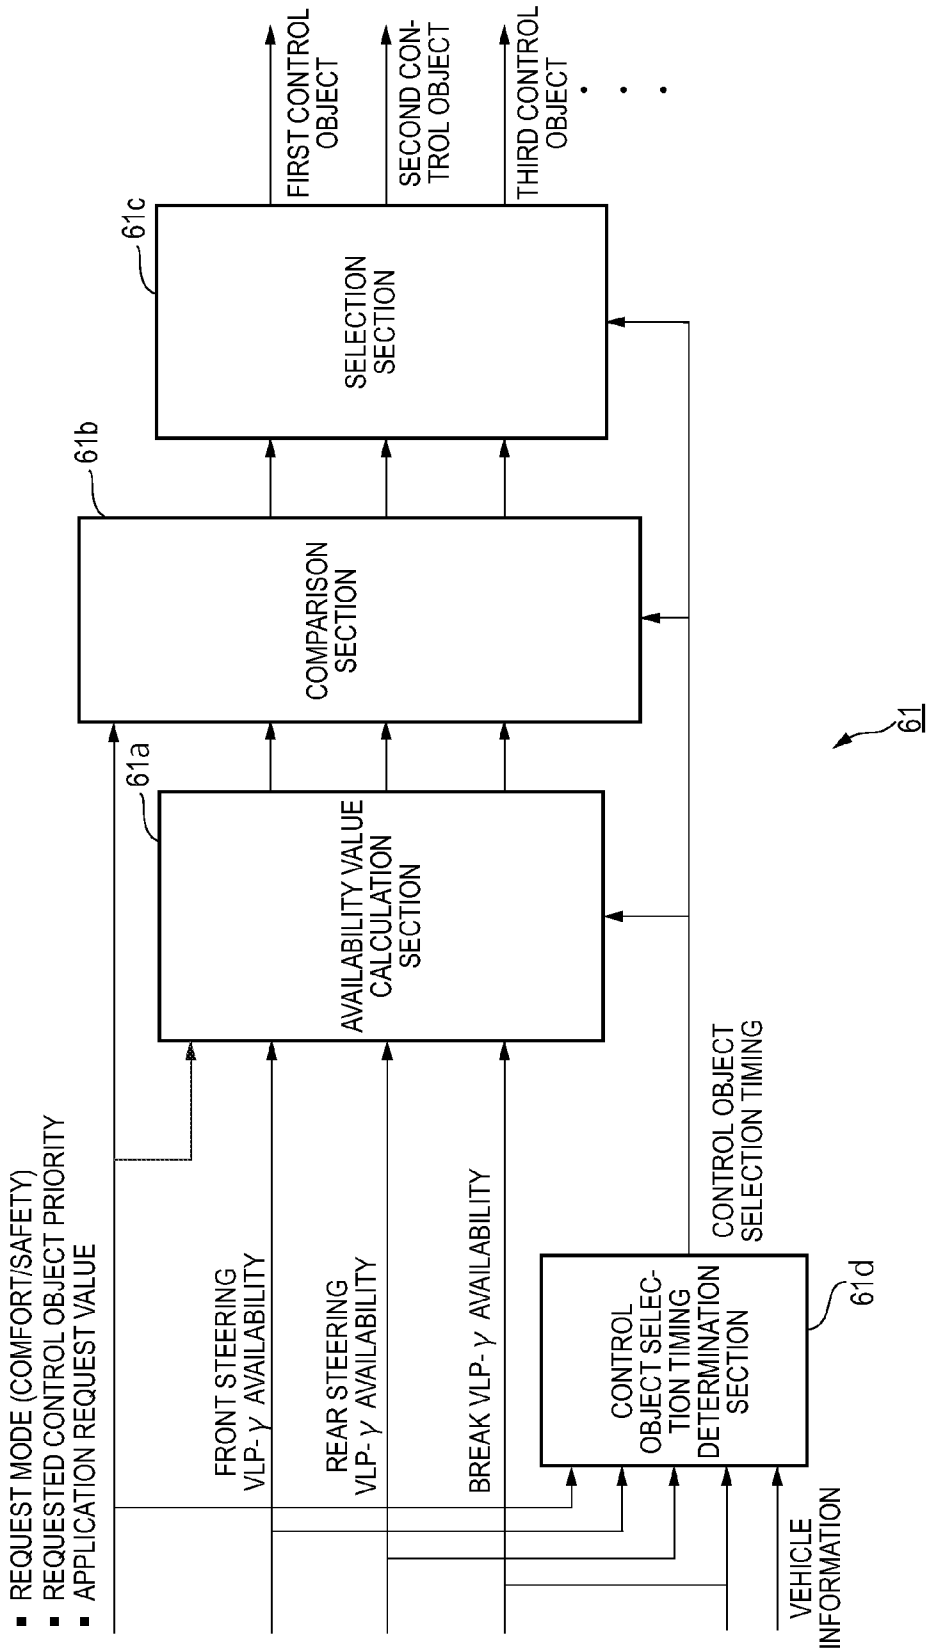 ▪ REQUEST MODE (COMFORT/SAFETY)
▪ REQUESTED CONTROL OBJECT PRIORITY
▪ APPLICATION REQUEST VALUE
FRONT STEERING
VLP-γ AVAILABILITY
REAR STEERING
VLP-γ AVAILABILITY
BREAK VLP-γ AVAILABILITY
VEHICLE
INFORMATION
CONTROL
OBJECT SELEC-
TION TIMING
DETERMINATION
SECTION
61d
CONTROL OBJECT
SELECTION TIMING
61a
AVAILABILITY VALUE
CALCULATION
SECTION
61b
COMPARISON
SECTION
61c
SELECTION
SECTION
FIRST CONTROL
OBJECT
SECOND CON-
TROL OBJECT
THIRD CONTROL
OBJECT
. . .
61